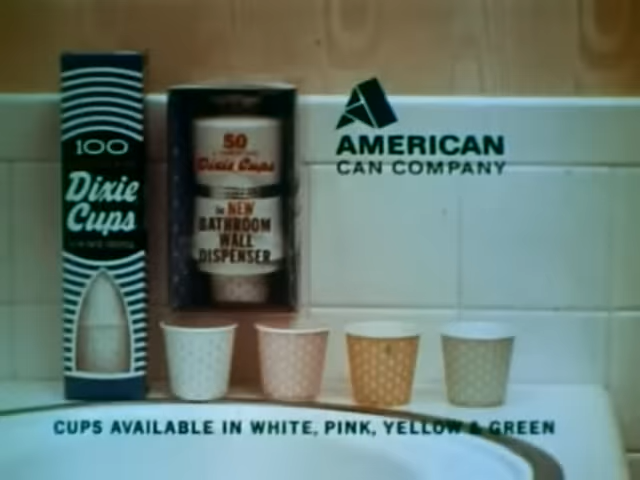 100
Dixie
Cups
50
Dixie Cups
in NEW
BATHROOM
WALL
DISPENSER
AMERICAN
CAN COMPANY
CUPS AVAILABLE IN WHITE, PINK, YELLOW & GREEN